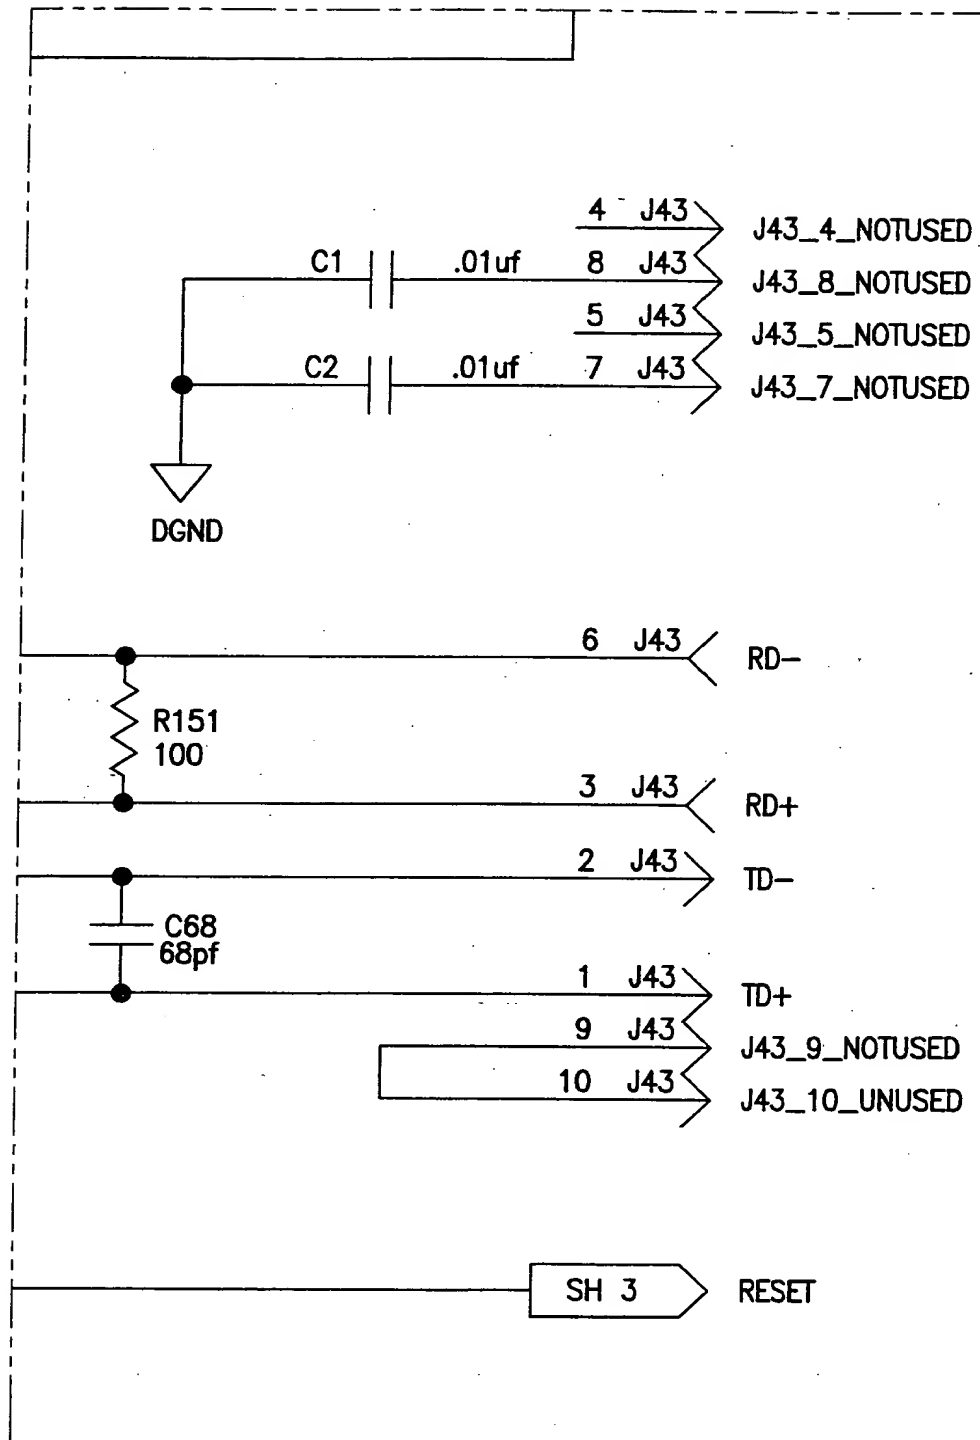 4 J43 J43_4_NOTUSED
C1 .01uf 8 J43 J43_8_NOTUSED
5 J43 J43_5_NOTUSED
C2 .01uf 7 J43 J43_7_NOTUSED
DGND
6 J43 RD−
R151
100
3 J43 RD+
2 J43 TD−
C68
68pf
1 J43 TD+
9 J43 J43_9_NOTUSED
10 J43 J43_10_UNUSED
SH 3 RESET